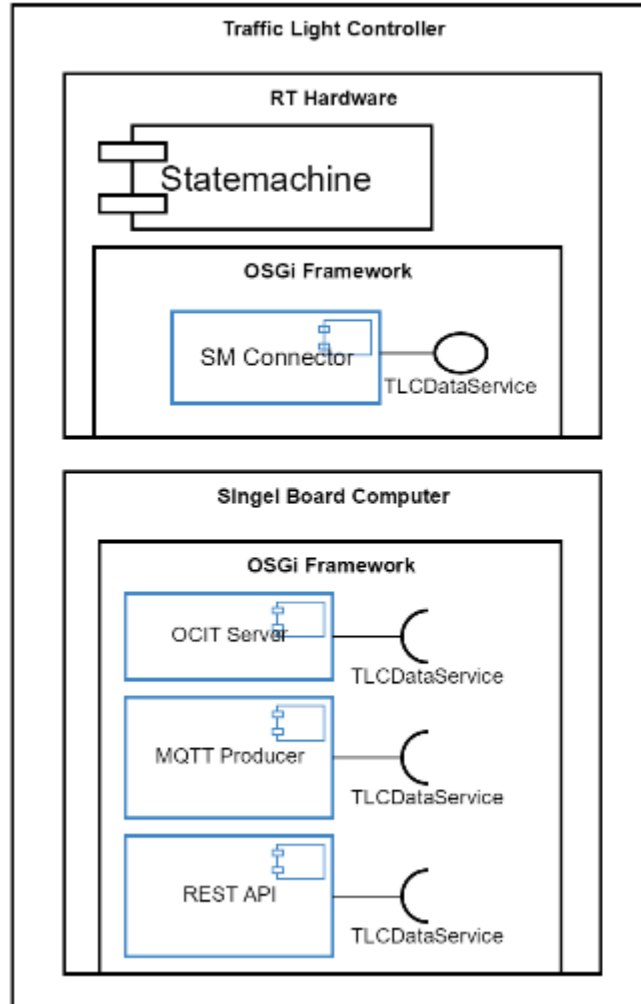 Traffic Light Controller
RT Hardware
Statemachine
OSGi Framework
SM Connector
TLCDataService
SIngel Board Computer
OSGi Framework
OCIT Server
TLCDataService
MQTT Producer
TLCDataService
REST API
TLCDataService